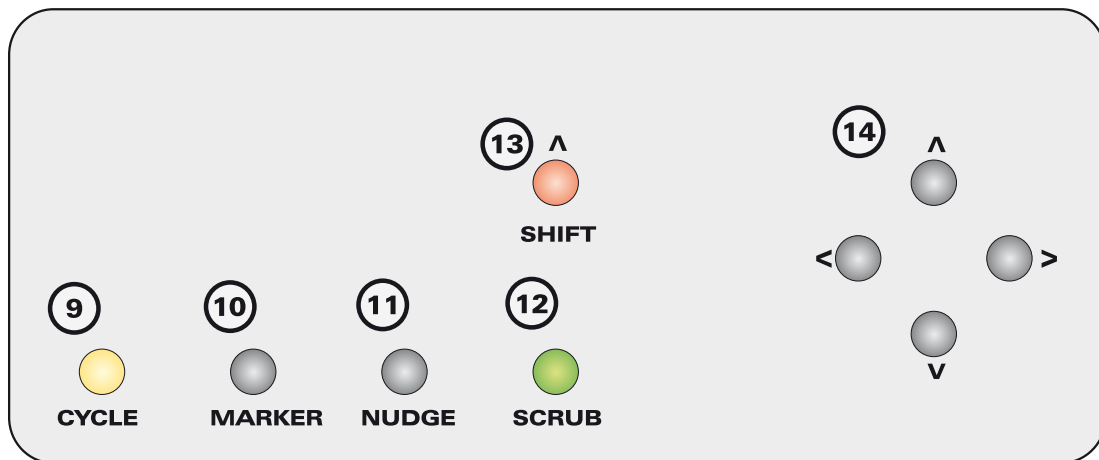 13 ^
14 ^
SHIFT
< >
9 10 11 12
v
CYCLE MARKER NUDGE SCRUB